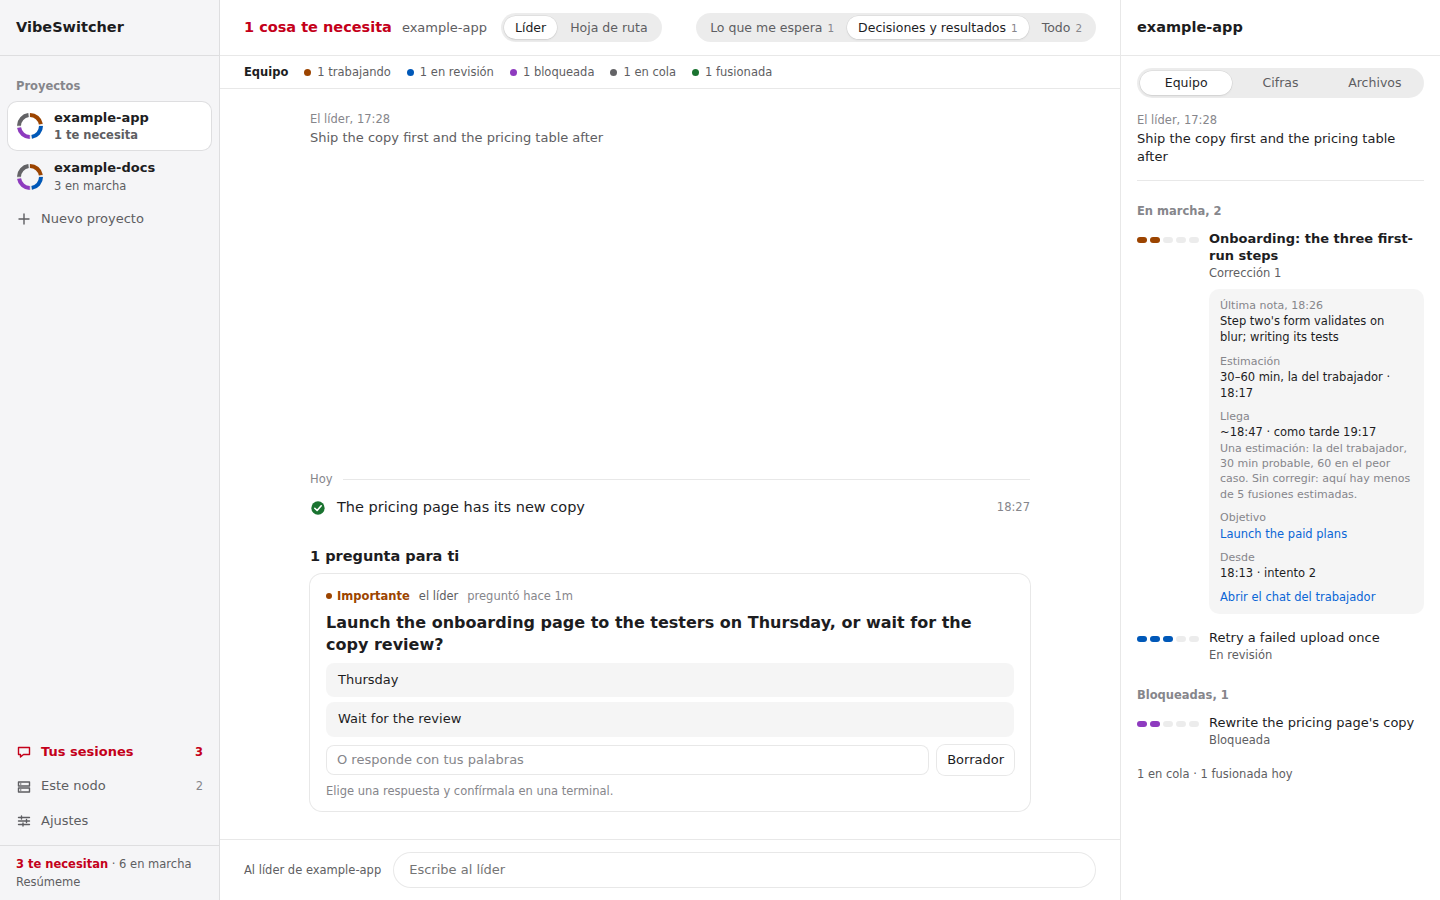 VibeSwitcher
Proyectos
example-app
1 te necesita
example-docs
3 en marcha
Nuevo proyecto
Tus sesiones 3
Este nodo 2
Ajustes
3 te necesitan · 6 en marcha
Resúmeme
1 cosa te necesita example-app Líder Hoja de ruta Lo que me espera 1 Decisiones y resultados 1 Todo 2
Equipo 1 trabajando 1 en revisión 1 bloqueada 1 en cola 1 fusionada
El líder, 17:28
Ship the copy first and the pricing table after
Hoy
The pricing page has its new copy 18:27
1 pregunta para ti
Importante el líder preguntó hace 1m
Launch the onboarding page to the testers on Thursday, or wait for the
copy review?
Thursday
Wait for the review
O responde con tus palabras Borrador
Elige una respuesta y confírmala en una terminal.
Al líder de example-app Escribe al líder
example-app
Equipo Cifras Archivos
El líder, 17:28
Ship the copy first and the pricing table
after
En marcha, 2
Onboarding: the three first-
run steps
Corrección 1
Última nota, 18:26
Step two's form validates on
blur; writing its tests
Estimación
30–60 min, la del trabajador ·
18:17
Llega
~18:47 · como tarde 19:17
Una estimación: la del trabajador,
30 min probable, 60 en el peor
caso. Sin corregir: aquí hay menos
de 5 fusiones estimadas.
Objetivo
Launch the paid plans
Desde
18:13 · intento 2
Abrir el chat del trabajador
Retry a failed upload once
En revisión
Bloqueadas, 1
Rewrite the pricing page's copy
Bloqueada
1 en cola · 1 fusionada hoy